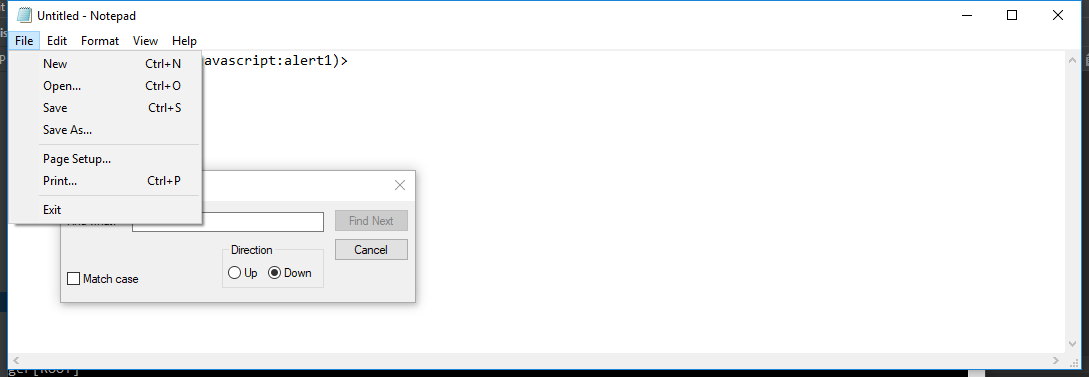 Untitled - Notepad
File Edit Format View Help
avascript:alert1)>
New Ctrl+N
Open... Ctrl+O
Save Ctrl+S
Save As...
Page Setup...
Print... Ctrl+P
Exit
Find Next
Direction
Cancel
Match case
Up Down